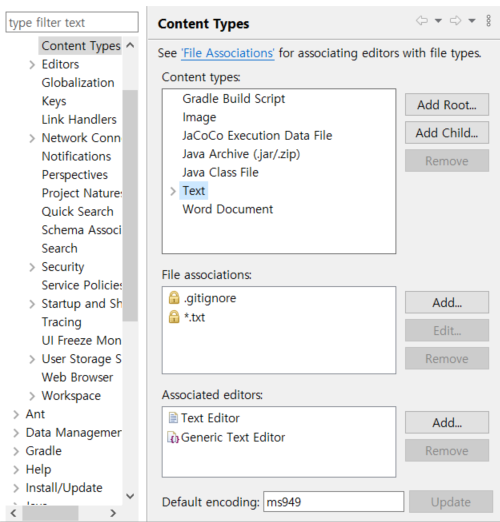 type filter text
Content Types
Editors
Globalization
Keys
Link Handlers
Network Conn
Notifications
Perspectives
Project Nature
Quick Search
Schema Associ
Search
Security
Service Policies
Startup and Sh
Tracing
UI Freeze Mon
User Storage S
Web Browser
Workspace
Ant
Data Managemer
Gradle
Help
Install/Update
Content Types
See 'File Associations' for associating editors with file types.
Content types:
Gradle Build Script
Image
JaCoCo Execution Data File
Java Archive (.jar/.zip)
Java Class File
Text
Word Document
Add Root...
Add Child...
Remove
File associations:
.gitignore
*.txt
Add...
Edit...
Remove
Associated editors:
Text Editor
Generic Text Editor
Add...
Remove
Default encoding: ms949
Update